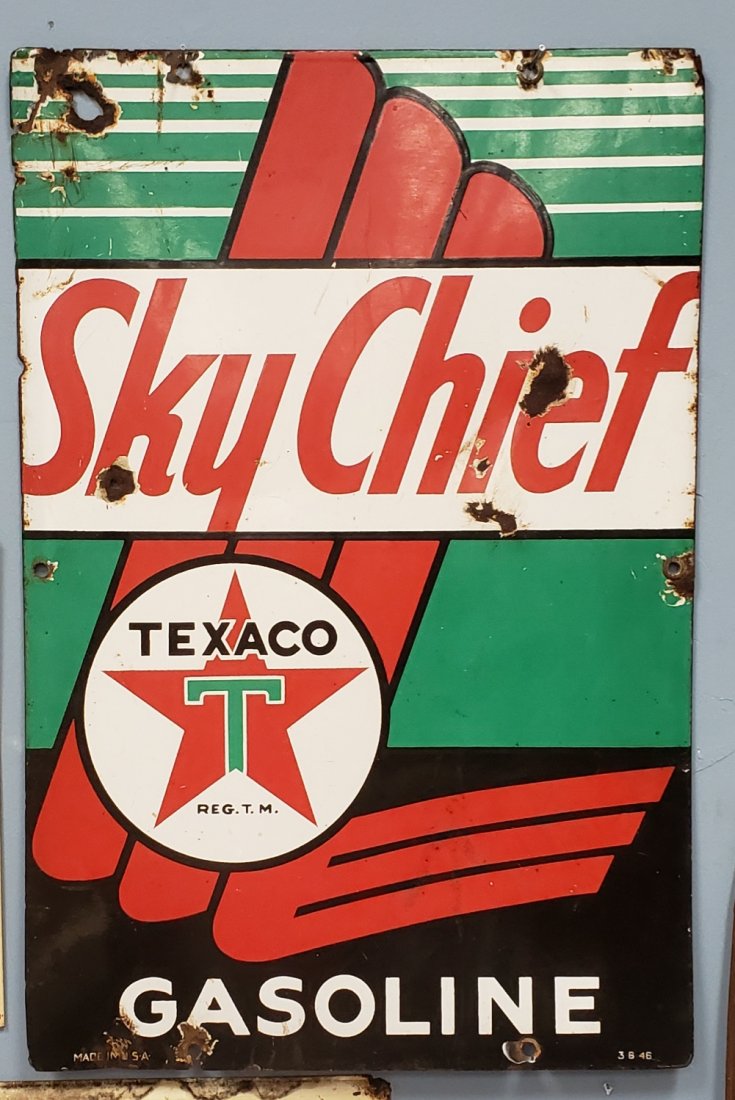 Sky Chief
TEXACO
T
REG. T. M.
GASOLINE
MADE IN U.S.A. 3 6 46